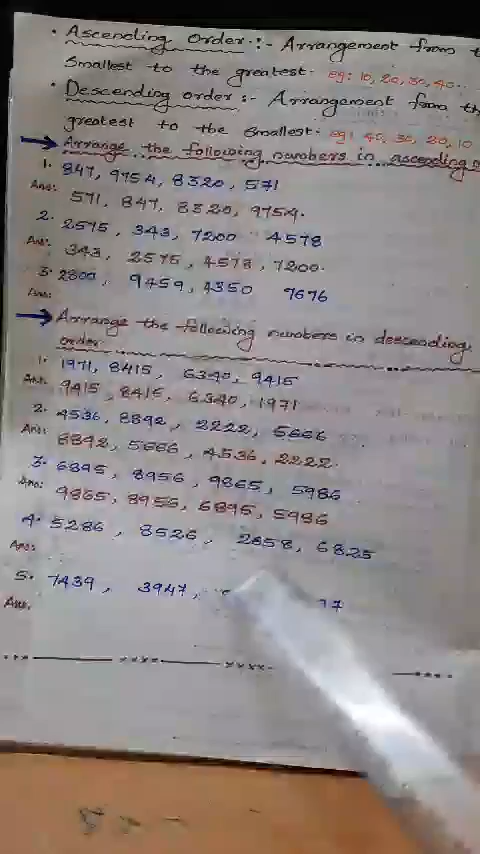 • Ascending Order :- Arrangement from
Smallest to the greatest. eg: 10, 20, 30, 40..
• Descending order :- Arrangement from
greatest to the smallest. eg: 45, 30, 20, 10
→ Arrange the following numbers in ascending
1. 847, 9754, 8320, 571
Ans: 571, 847, 8320, 9754.
2. 2575, 343, 7200 4578
Ans: 343, 2575, 4578, 7200.
3. 2800, 9459, 4350 7676
Ans:
→ Arrange the following numbers in descending
order.
1. 1971, 8415, 6340, 9415
Ans: 9415, 8415, 6340, 1971
2. 4536, 8892, 2222, 5666
Ans: 8892, 5666, 4536, 2222.
3. 6895, 8956, 9865, 5986
Ans: 9865, 8956, 6895, 5986
4. 5286, 8526, 2658, 6825
Ans:
5. 7439, 3947,
Ans.